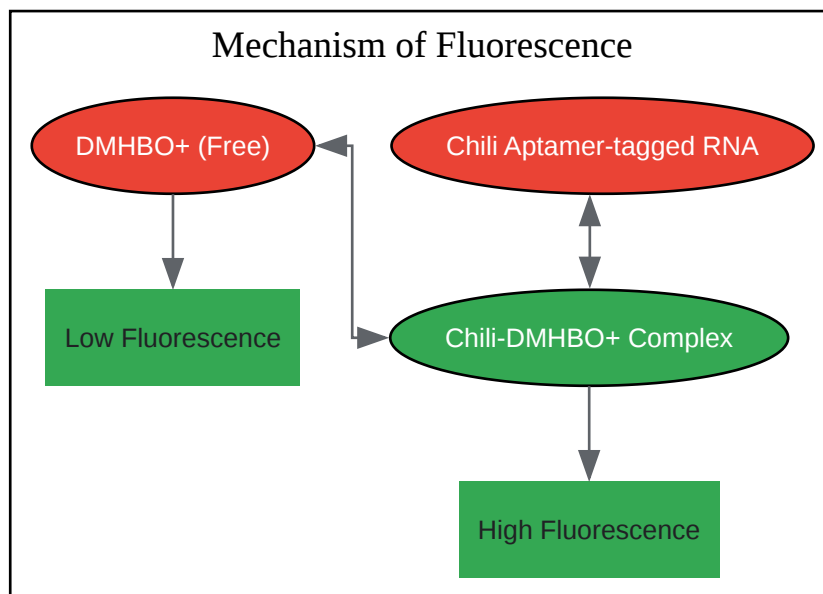 Mechanism of Fluorescence
DMHBO+ (Free)
Chili Aptamer-tagged RNA
Low Fluorescence
Chili-DMHBO+ Complex
High Fluorescence